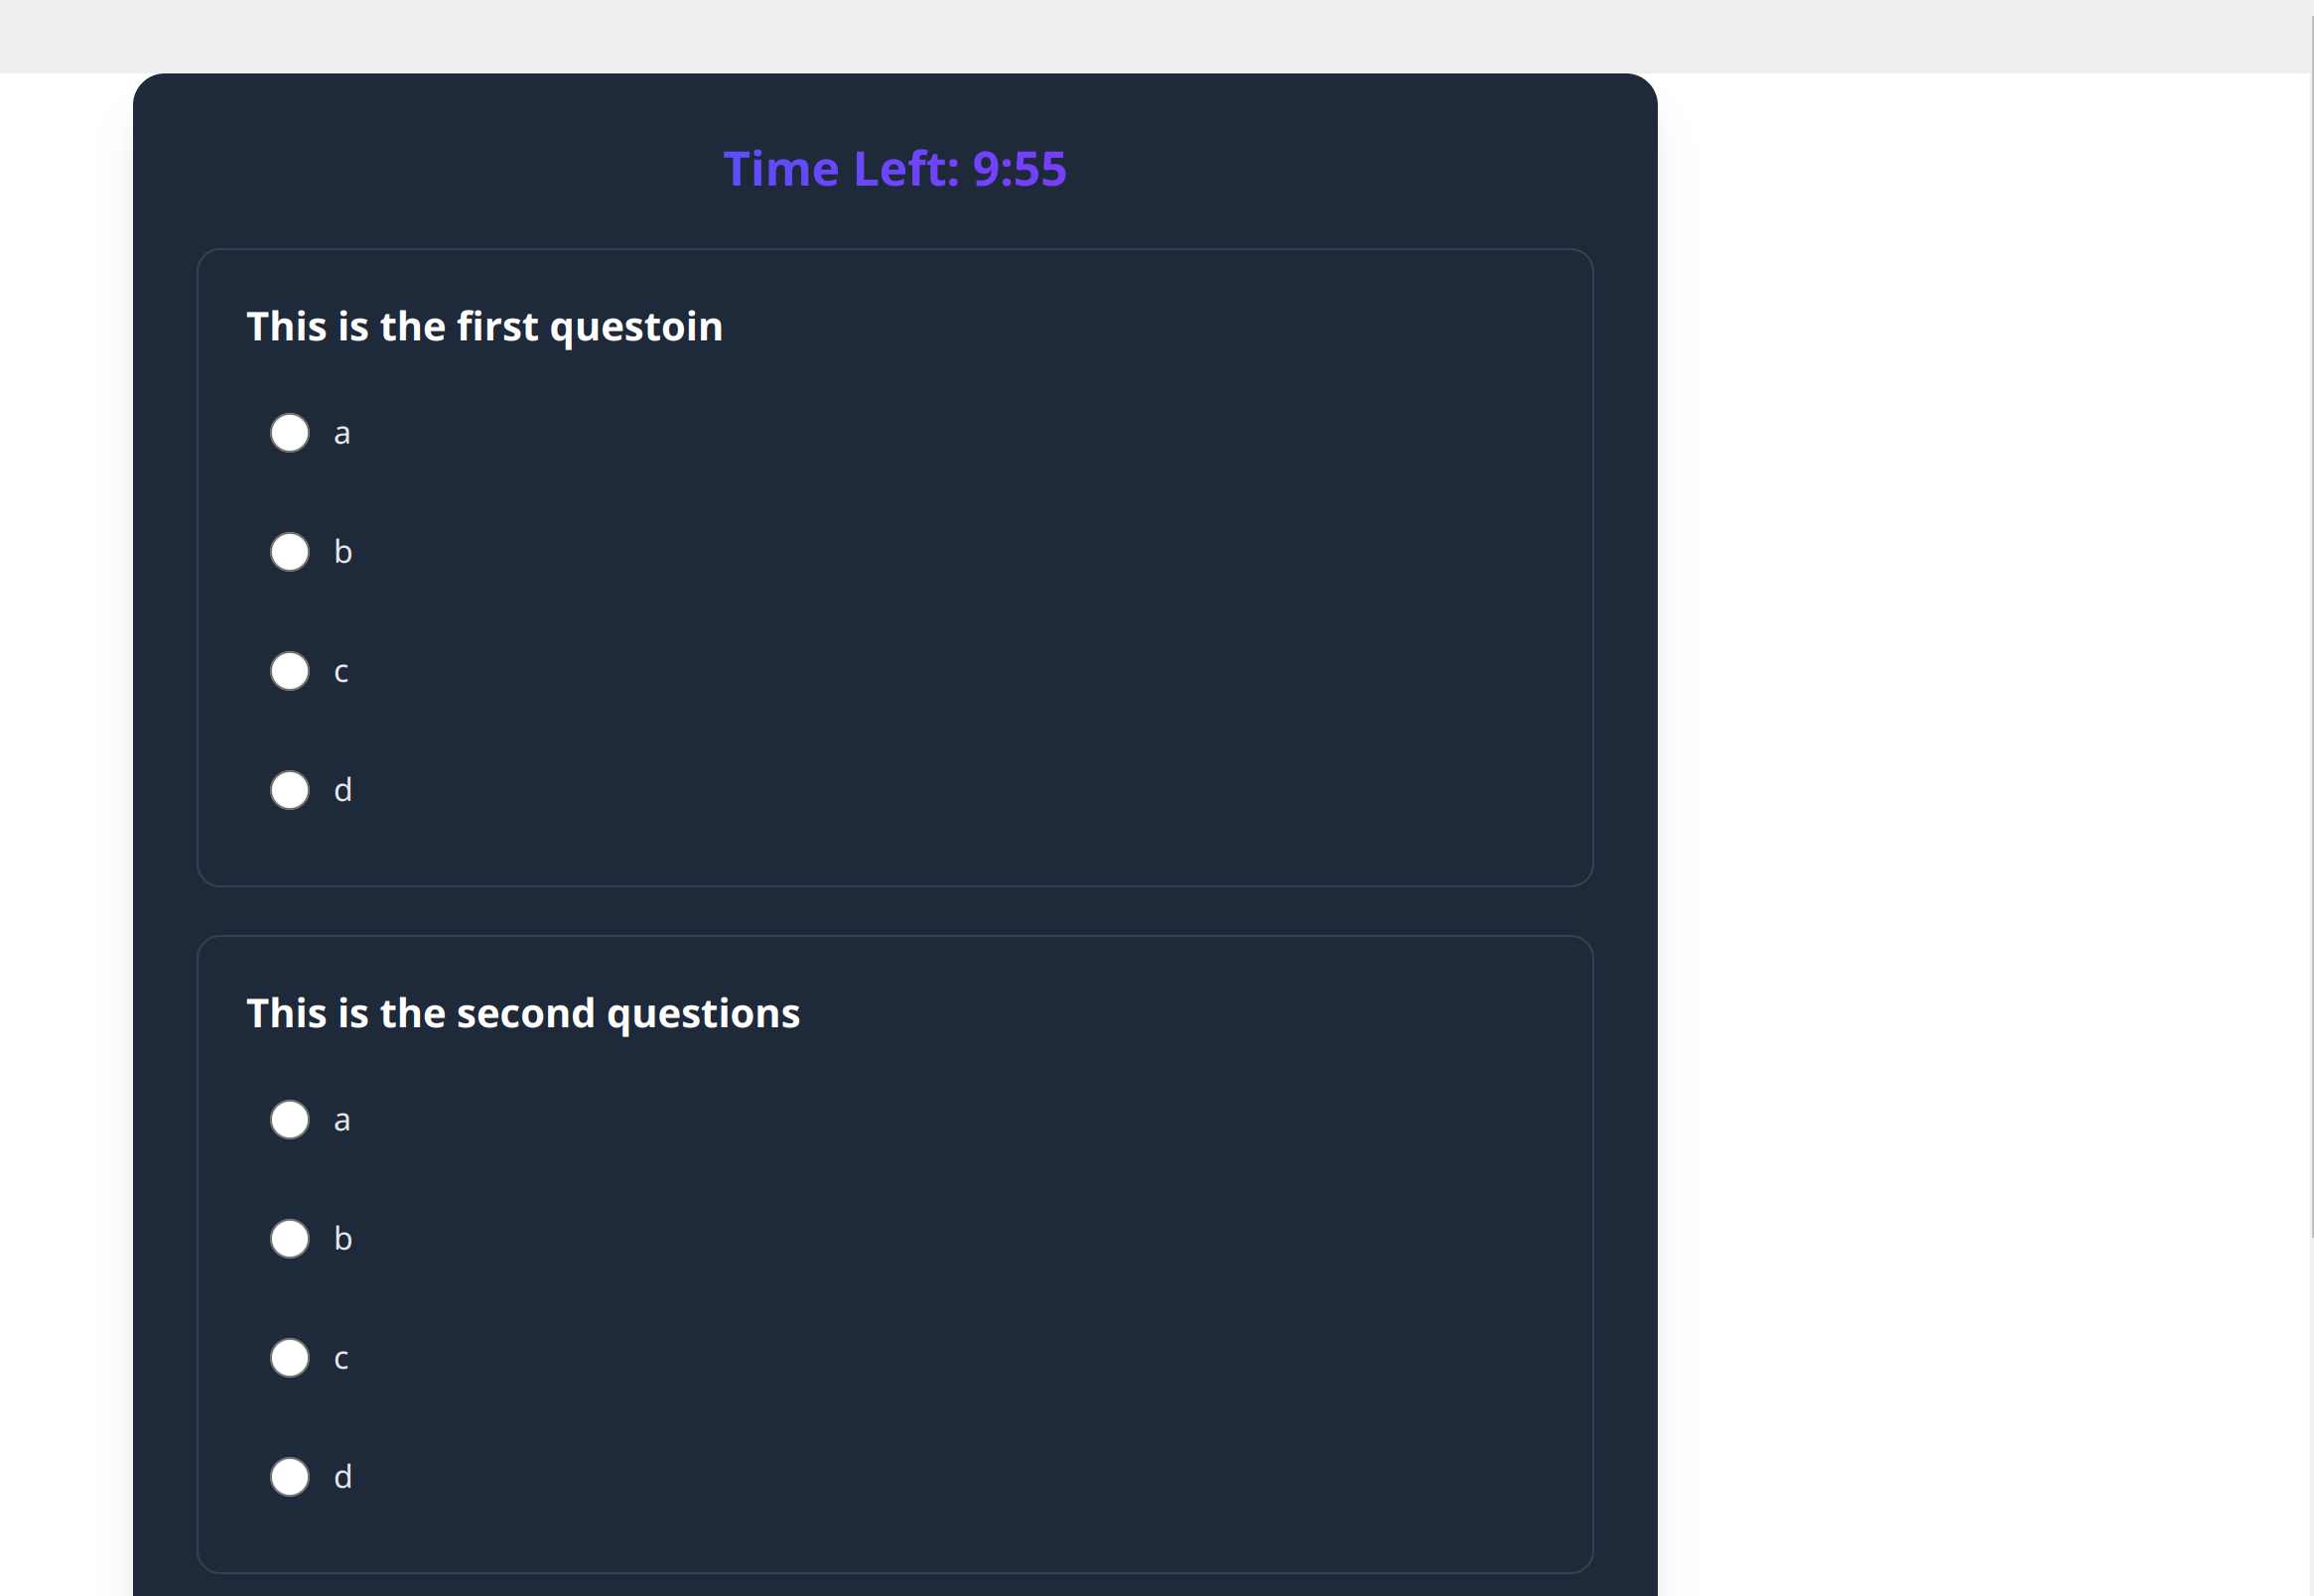 Time Left: 9:55
This is the first questoin
a
b
c
d
This is the second questions
a
b
c
d